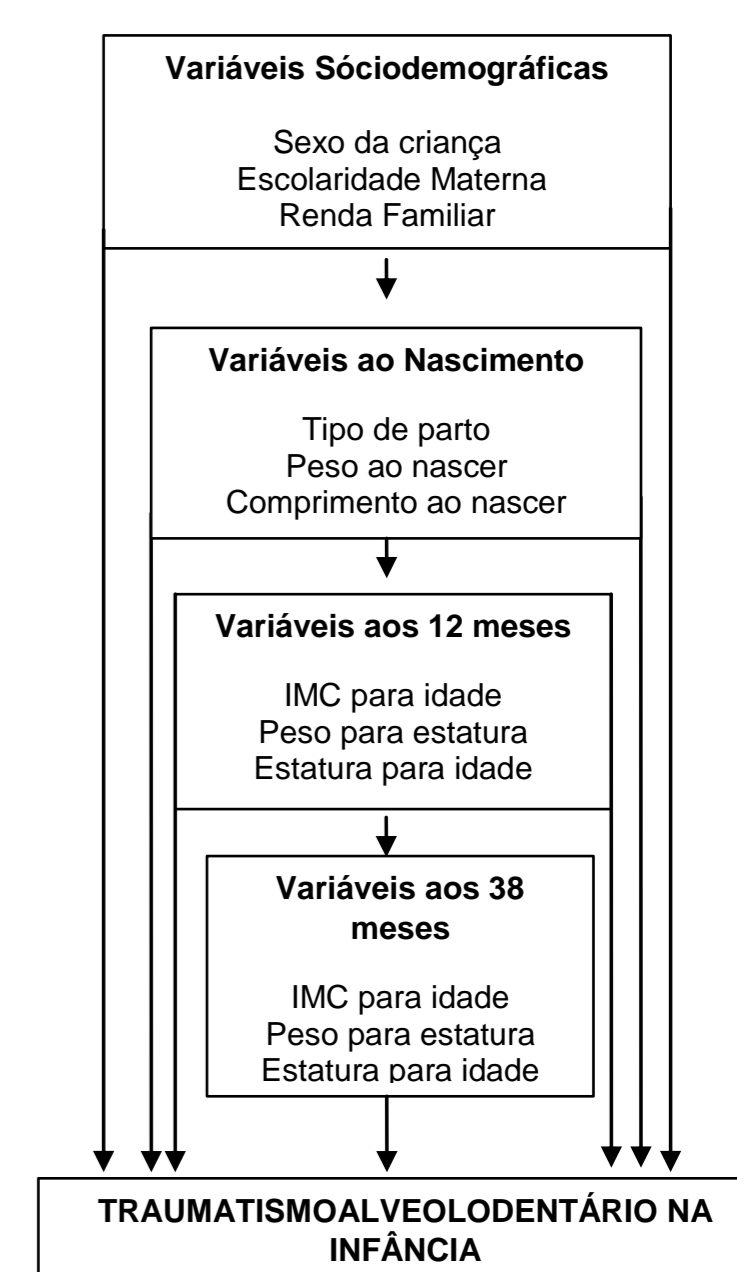 Variáveis Sóciodemográficas
Sexo da criança
Escolaridade Materna
Renda Familiar
Variáveis ao Nascimento
Tipo de parto
Peso ao nascer
Comprimento ao nascer
Variáveis aos 12 meses
IMC para idade
Peso para estatura
Estatura para idade
Variáveis aos 38
meses
IMC para idade
Peso para estatura
Estatura para idade
TRAUMATISMOALVEOLODENTÁRIO NA
INFÂNCIA